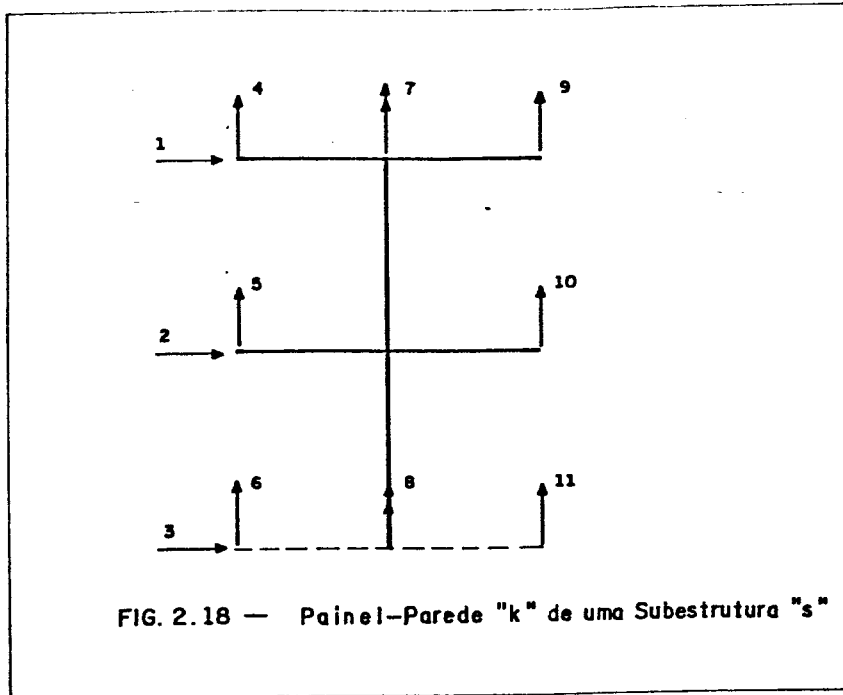 4 7 9
1
5 10
2
6 8 11
3
FIG. 2.18 — Painel-Parede "k" de uma Subestrutura "s"